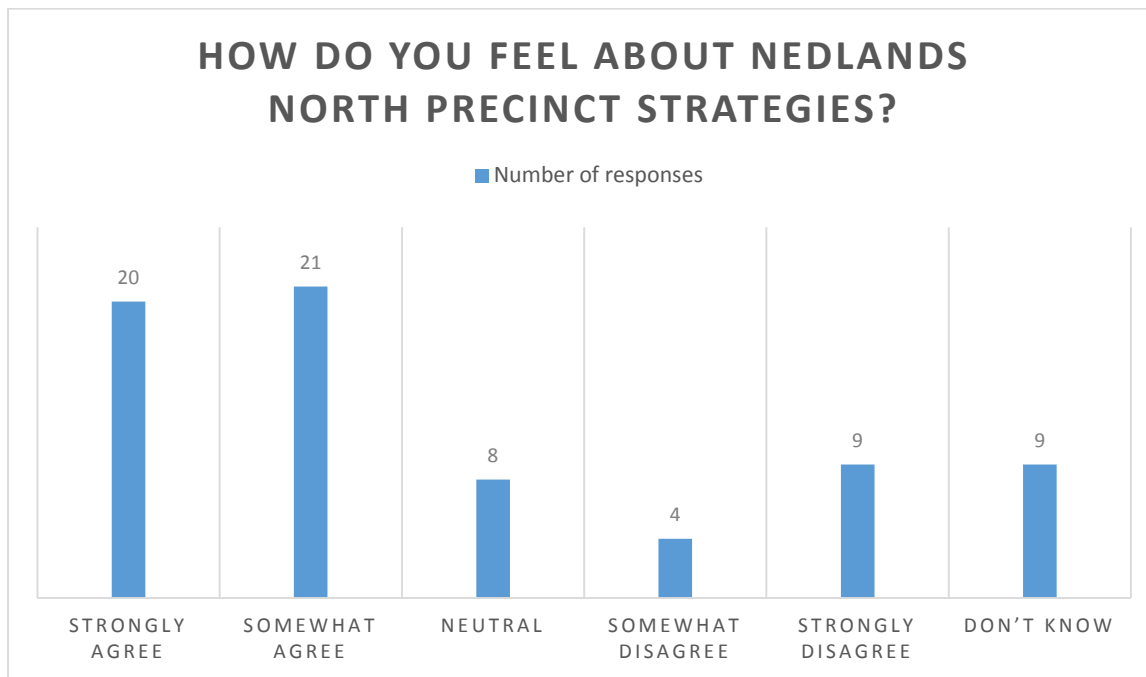 HOW DO YOU FEEL ABOUT NEDLANDS
NORTH PRECINCT STRATEGIES?
Number of responses
20
21
8
4
9
9
STRONGLY
AGREE
SOMEWHAT
AGREE
NEUTRAL
SOMEWHAT
DISAGREE
STRONGLY
DISAGREE
DON'T KNOW